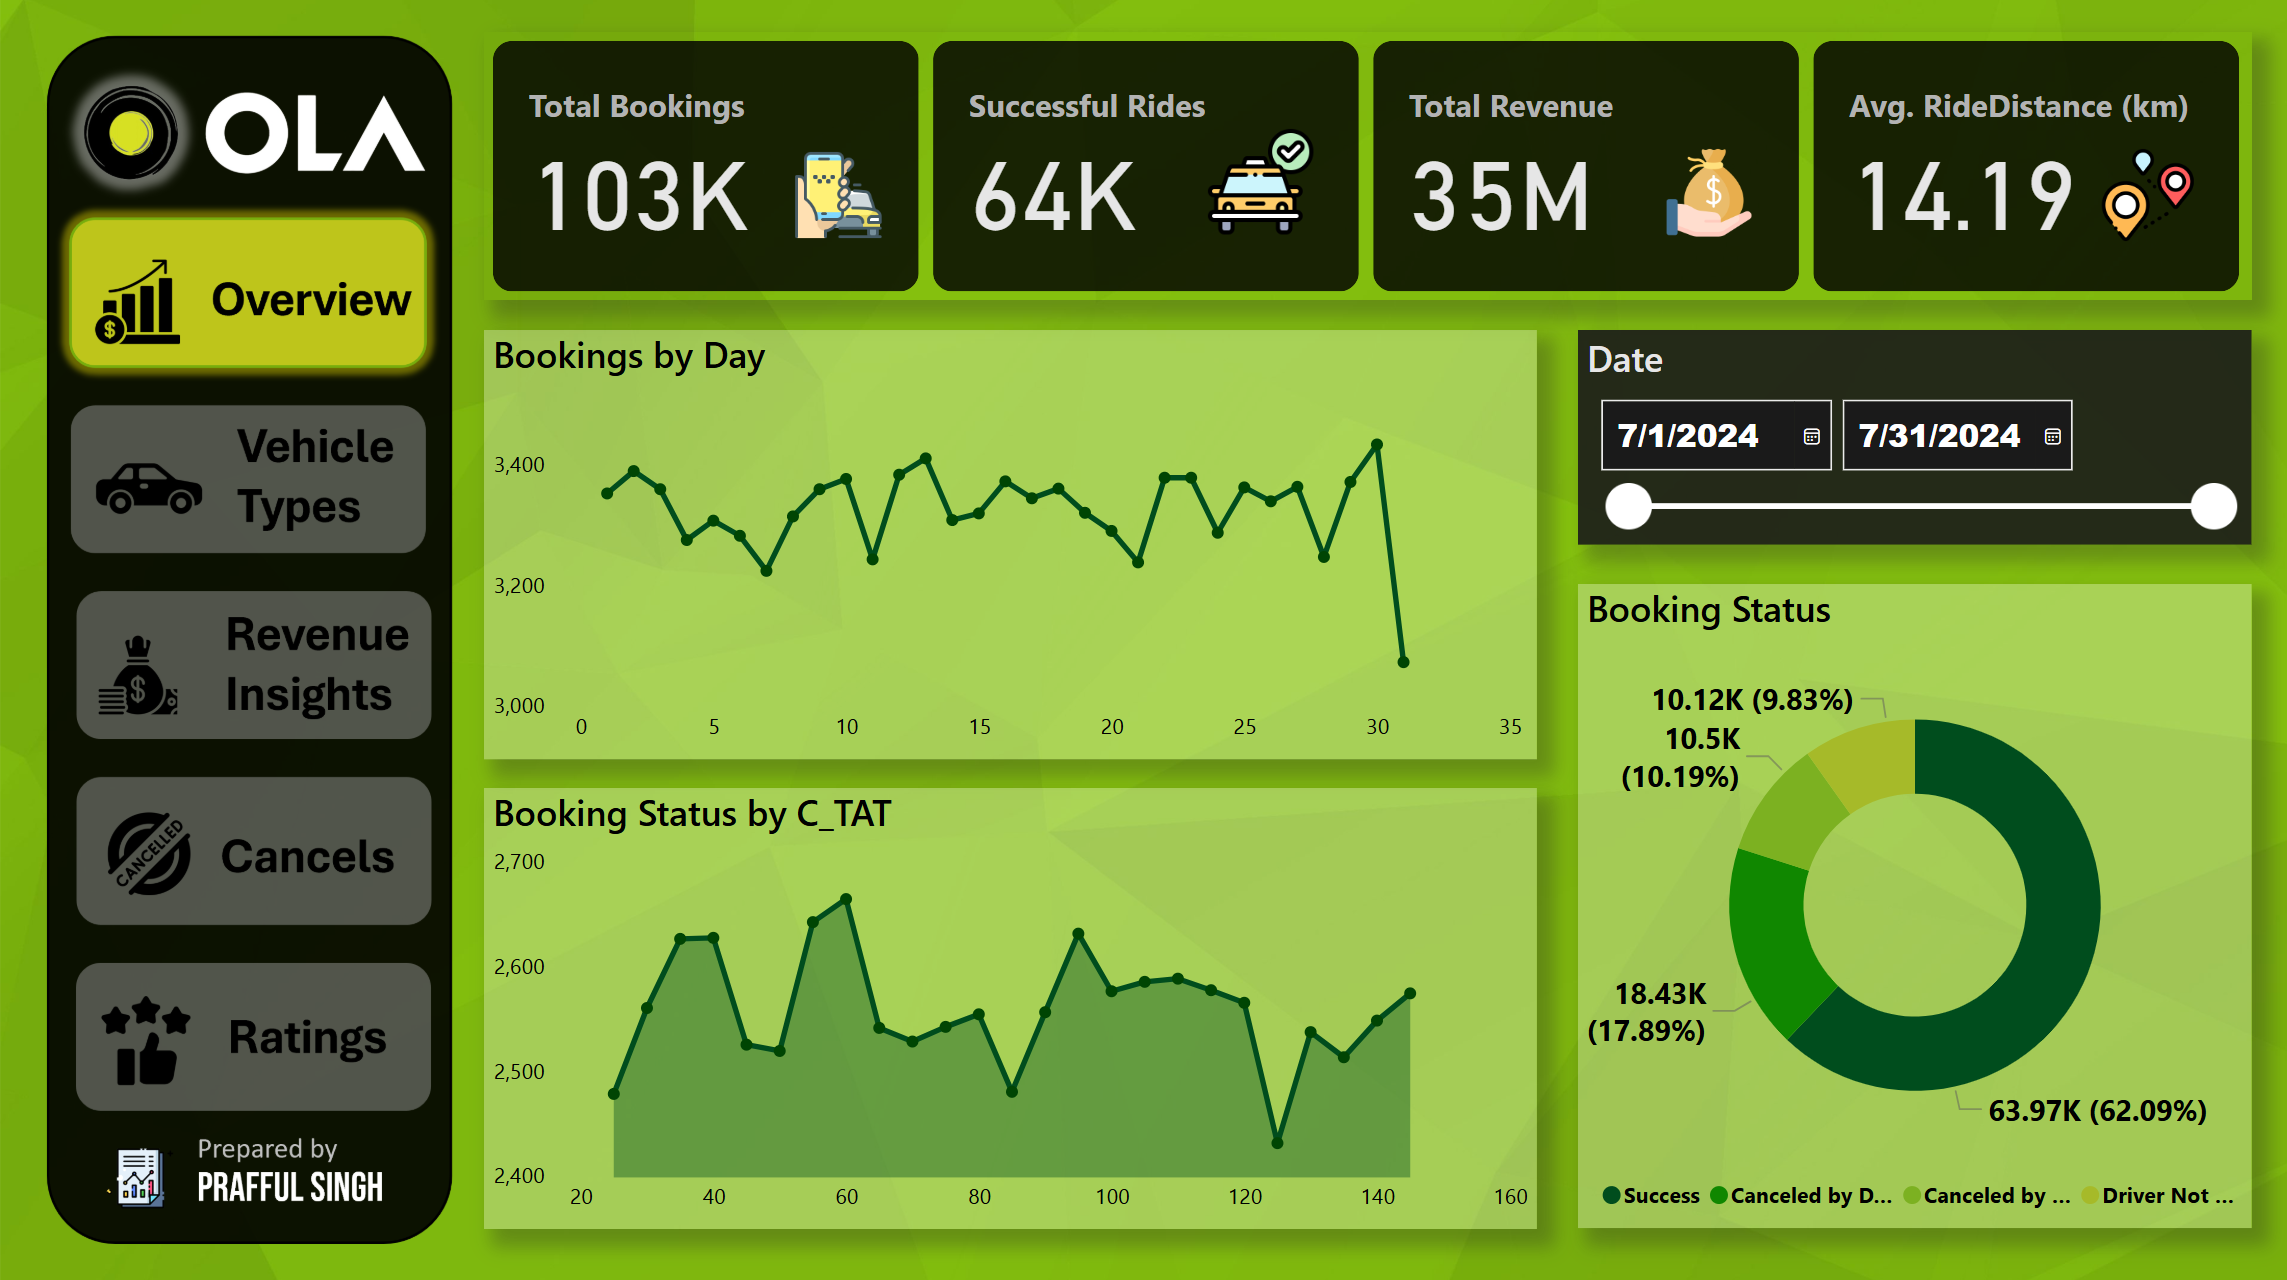 OLA
Overview
Vehicle
Types
Revenue
Insights
CANCELLED
Cancels
Ratings
Prepared by
PRAFFUL SINGH
Total Bookings
103K
Successful Rides
64K
Total Revenue
35M
Avg. RideDistance (km)
14.19
Bookings by Day
3,400
3,200
3,000
0 5 10 15 20 25 30 35
Date
7/1/2024 7/31/2024
Booking Status by C_TAT
2,700
2,600
2,500
2,400
20 40 60 80 100 120 140 160
Booking Status
10.12K (9.83%)
10.5K
(10.19%)
18.43K
(17.89%)
63.97K (62.09%)
Success Canceled by D... Canceled by ... Driver Not ...